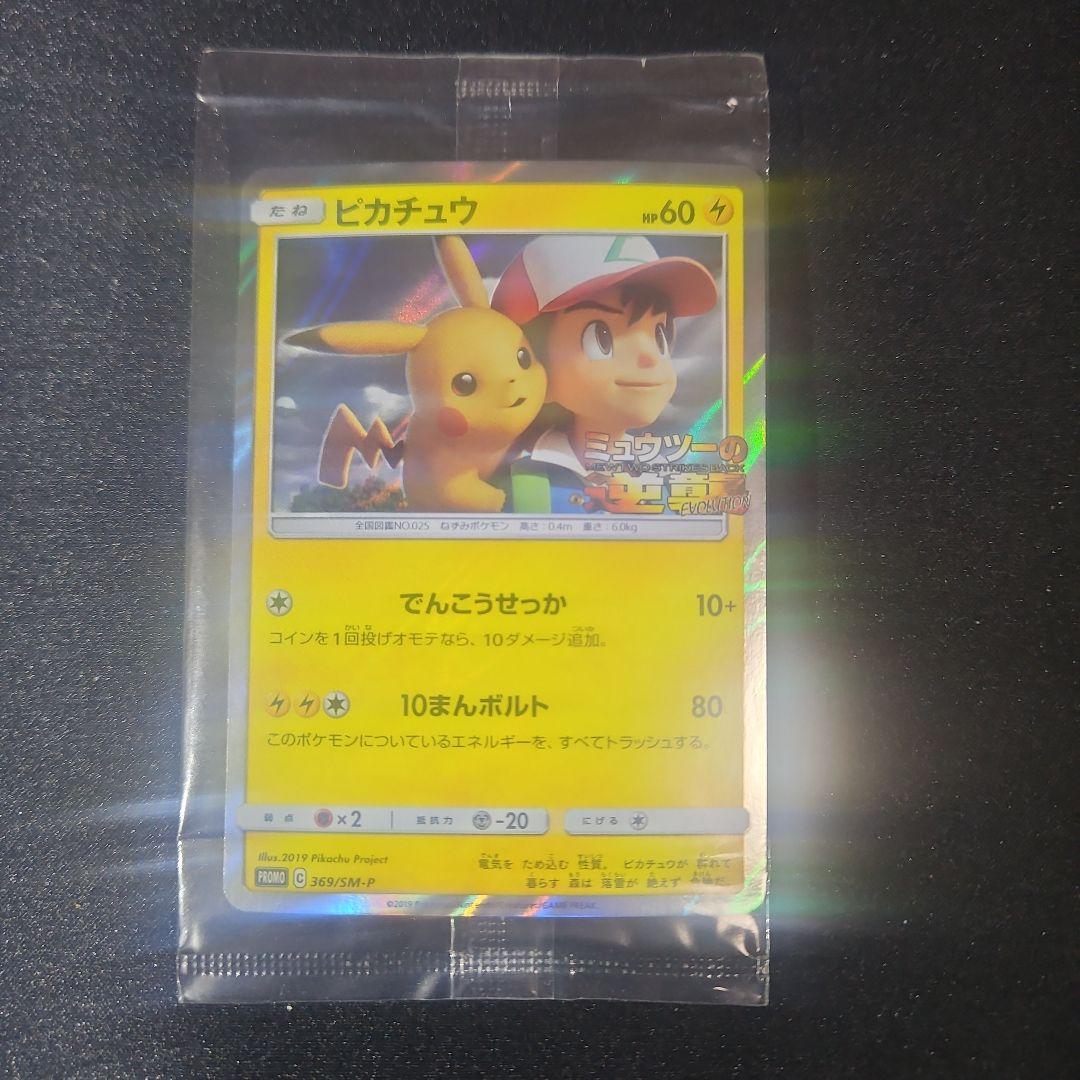 たね ピカチュウ HP60
ミュウツーの
MEWTWO STRIKES BACK
逆襲
EVOLUTION
全国図鑑NO.025 ねずみポケモン 高さ:0.4m 重さ:6.0kg
でんこうせっか 10+
コインを1回投げオモテなら、10ダメージ追加。
10まんボルト 80
このポケモンについているエネルギーを、すべてトラッシュする。
弱点 ×2 抵抗力 -20 にげる
Illus.2019 Pikachu Project
PROMO C 369/SM-P
電気を ため込む 性質。 ピカチュウが 群れて
暮らす 森は 落雷が 絶えず
©2019 GAME FREAK.